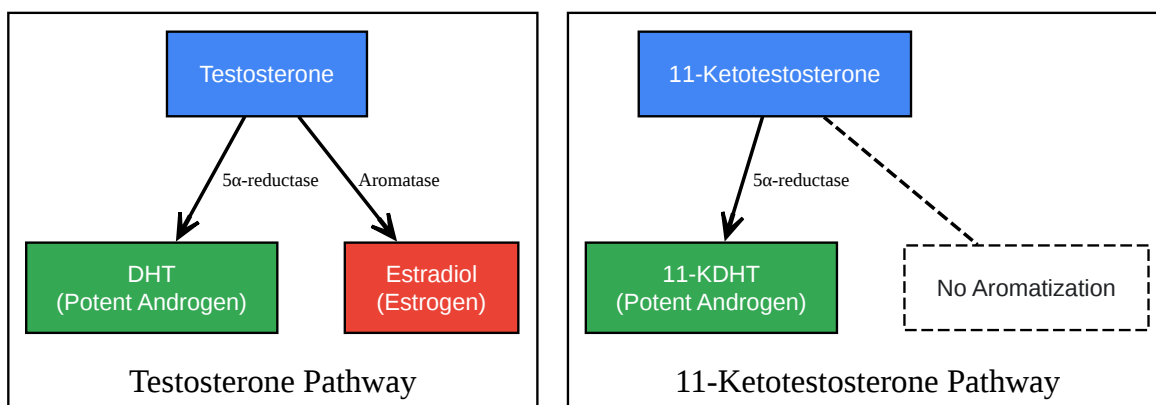 Testosterone
5α-reductase
Aromatase
DHT
(Potent Androgen)
Estradiol
(Estrogen)
Testosterone Pathway
11-Ketotestosterone
5α-reductase
11-KDHT
(Potent Androgen)
No Aromatization
11-Ketotestosterone Pathway